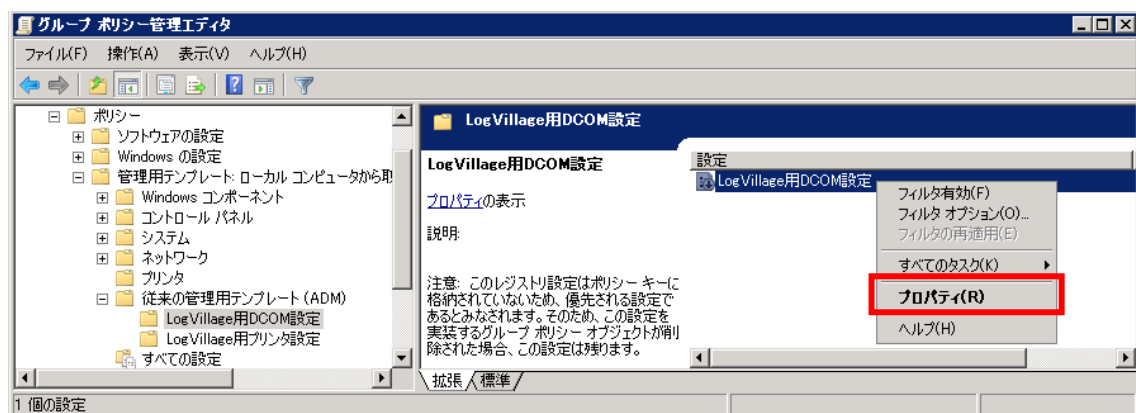 グループ ポリシー管理エディタ
ファイル(F) 操作(A) 表示(V) ヘルプ(H)
ポリシー
ソフトウェアの設定
Windows の設定
管理用テンプレート: ローカル コンピュータから取
Windows コンポーネント
コントロール パネル
システム
ネットワーク
プリンタ
従来の管理用テンプレート (ADM)
LogVillage用DCOM設定
LogVillage用プリンタ設定
すべての設定
LogVillage用DCOM設定
LogVillage用DCOM設定
プロパティの表示
説明:
注意: このレジストリ設定はポリシー キーに
格納されていないため、優先される設定で
あるとみなされます。そのため、この設定を
実装するグループ ポリシー オブジェクトが削
除された場合、この設定は残ります。
設定
LogVillage用DCOM設定
フィルタ有効(F)
フィルタ オプション(O)...
フィルタの再適用(E)
すべてのタスク(K)
プロパティ(R)
ヘルプ(H)
拡張 標準
1 個の設定